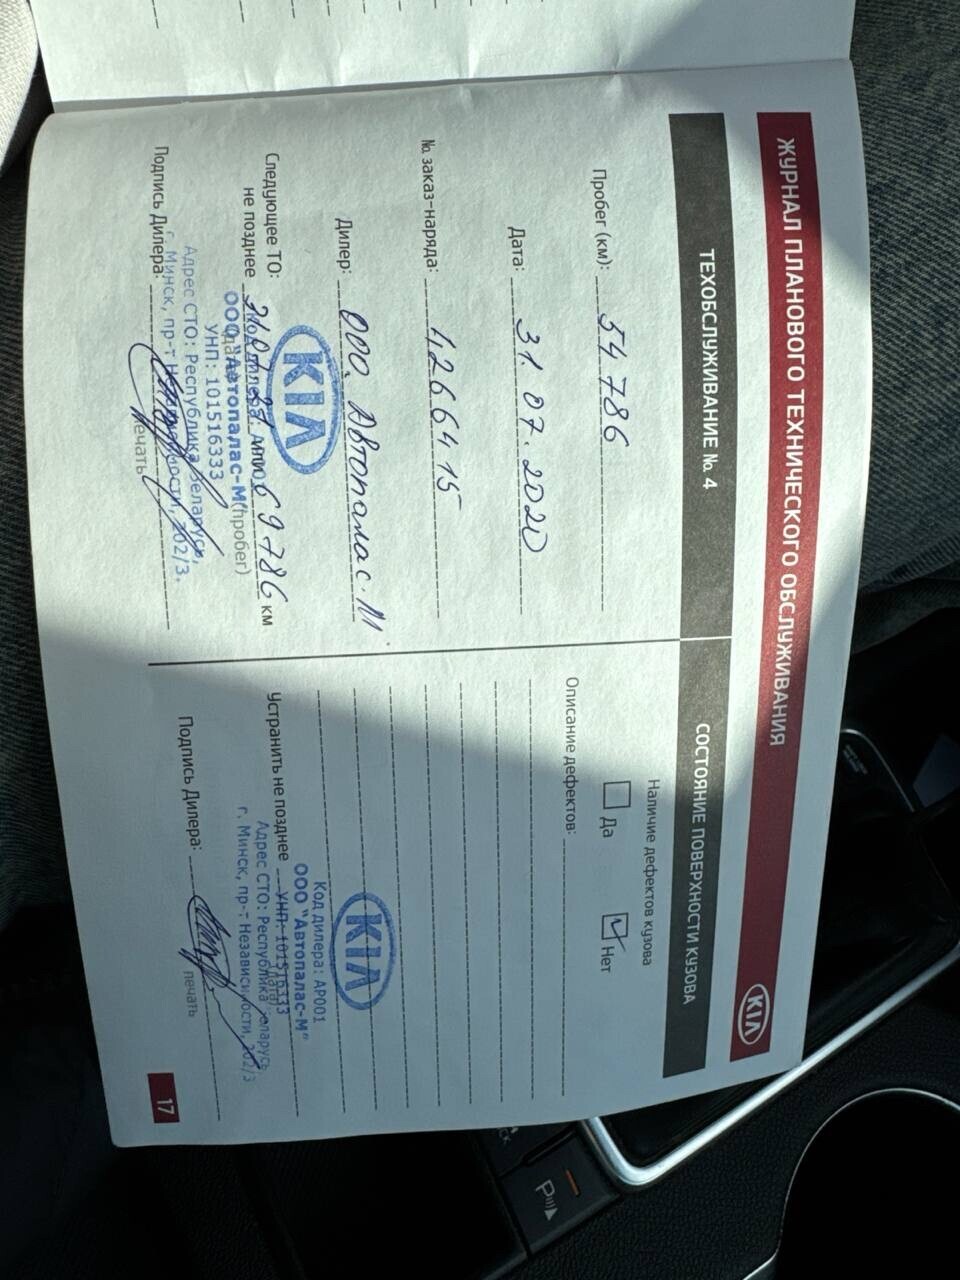 ЖУРНАЛ ПЛАНОВОГО ТЕХНИЧЕСКОГО ОБСЛУЖИВАНИЯ
KIA
ТЕХОБСЛУЖИВАНИЕ № 4
Пробег (км): 54 786
Дата: 31.07.2020
№ заказ-наряда: 4266415
Дилер: ООО. Автопалас-М
KIA
Следующее ТО:
не позднее
или 69786 км
(пробег)
ООО "Автопалас-М"
УНП: 101516333
Адрес СТО: Республика Беларусь,
г. Минск, пр-т Независимости, 202/3.
Подпись Дилера:
печать
СОСТОЯНИЕ ПОВЕРХНОСТИ КУЗОВА
Наличие дефектов кузова
Да
Нет
Описание дефектов:
KIA
Код дилера: AP001
ООО "Автопалас-М"
Устранить не позднее
(дата)
УНП: 101516333
Адрес СТО: Республика Беларусь
г. Минск, пр-т Независимости, 202/3
Подпись Дилера:
печать
17
P